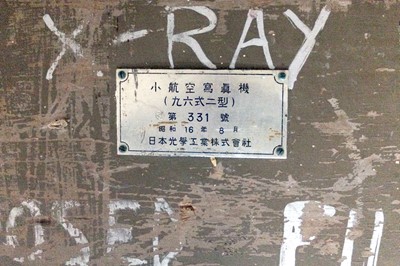 X-RAY
小航空寫眞機
(九六式二型)
第 331 號
昭和 16 年 8 月
日本光學工業株式會社